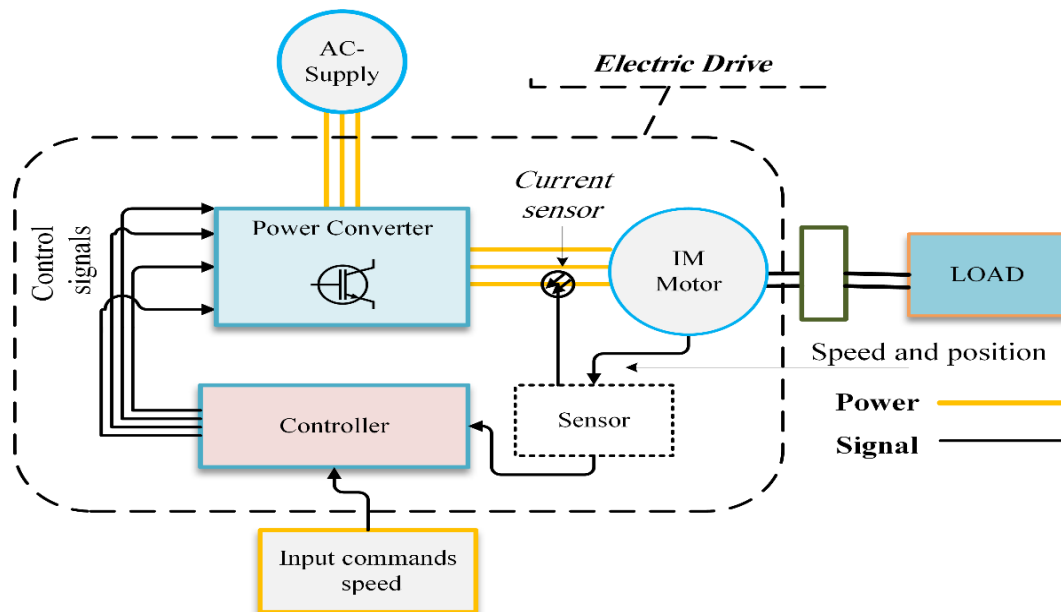 AC-
Supply
Electric Drive
Current
sensor
Control
signals
Power Converter
IM
Motor
LOAD
Speed and position
Sensor
Controller
Power
Signal
Input commands
speed